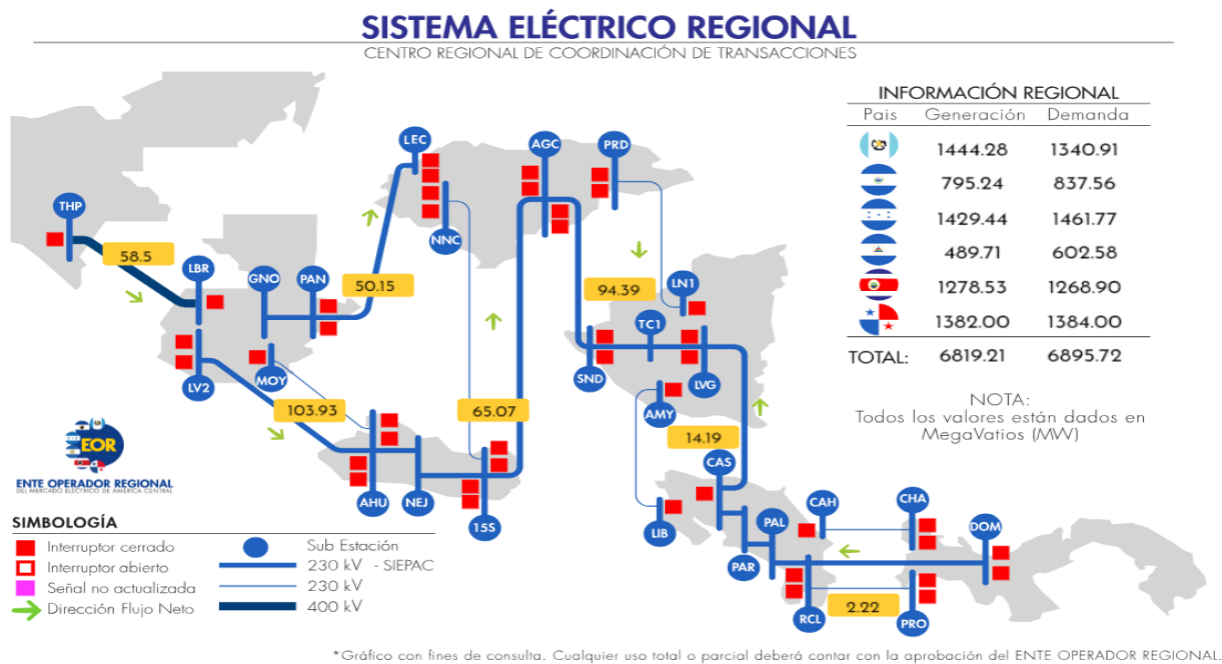 SISTEMA ELÉCTRICO REGIONAL
CENTRO REGIONAL DE COORDINACIÓN DE TRANSACCIONES
INFORMACIÓN REGIONAL
Pais Generación Demanda
1444.28 1340.91
795.24 837.56
1429.44 1461.77
489.71 602.58
1278.53 1268.90
1382.00 1384.00
TOTAL: 6819.21 6895.72
NOTA:
Todos los valores están dados en
MegaVatios (MW)
LEC
AGC
PRD
THP
NNC
58.5
LBR
GNO
PAN
50.15
94.39
LN1
TC1
SND
LVG
LV2
MOY
103.93
65.07
AMY
14.19
CAS
AHU
NEJ
15S
LIB
PAR
PAL
CAH
CHA
DOM
RCL
2.22
PRO
EOR
ENTE OPERADOR REGIONAL
DEL MERCADO ELÉCTRICO DE AMÉRICA CENTRAL
SIMBOLOGÍA
Interruptor cerrado
Interruptor abierto
Señal no actualizada
Dirección Flujo Neto
Sub Estación
230 kV - SIEPAC
230 kV
400 kV
*Gráfico con fines de consulta. Cualquier uso total o parcial deberá contar con la aprobación del ENTE OPERADOR REGIONAL.